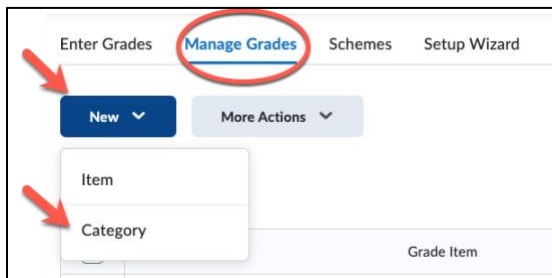 Enter Grades Manage Grades Schemes Setup Wizard
New More Actions
Item
Category
Grade Item